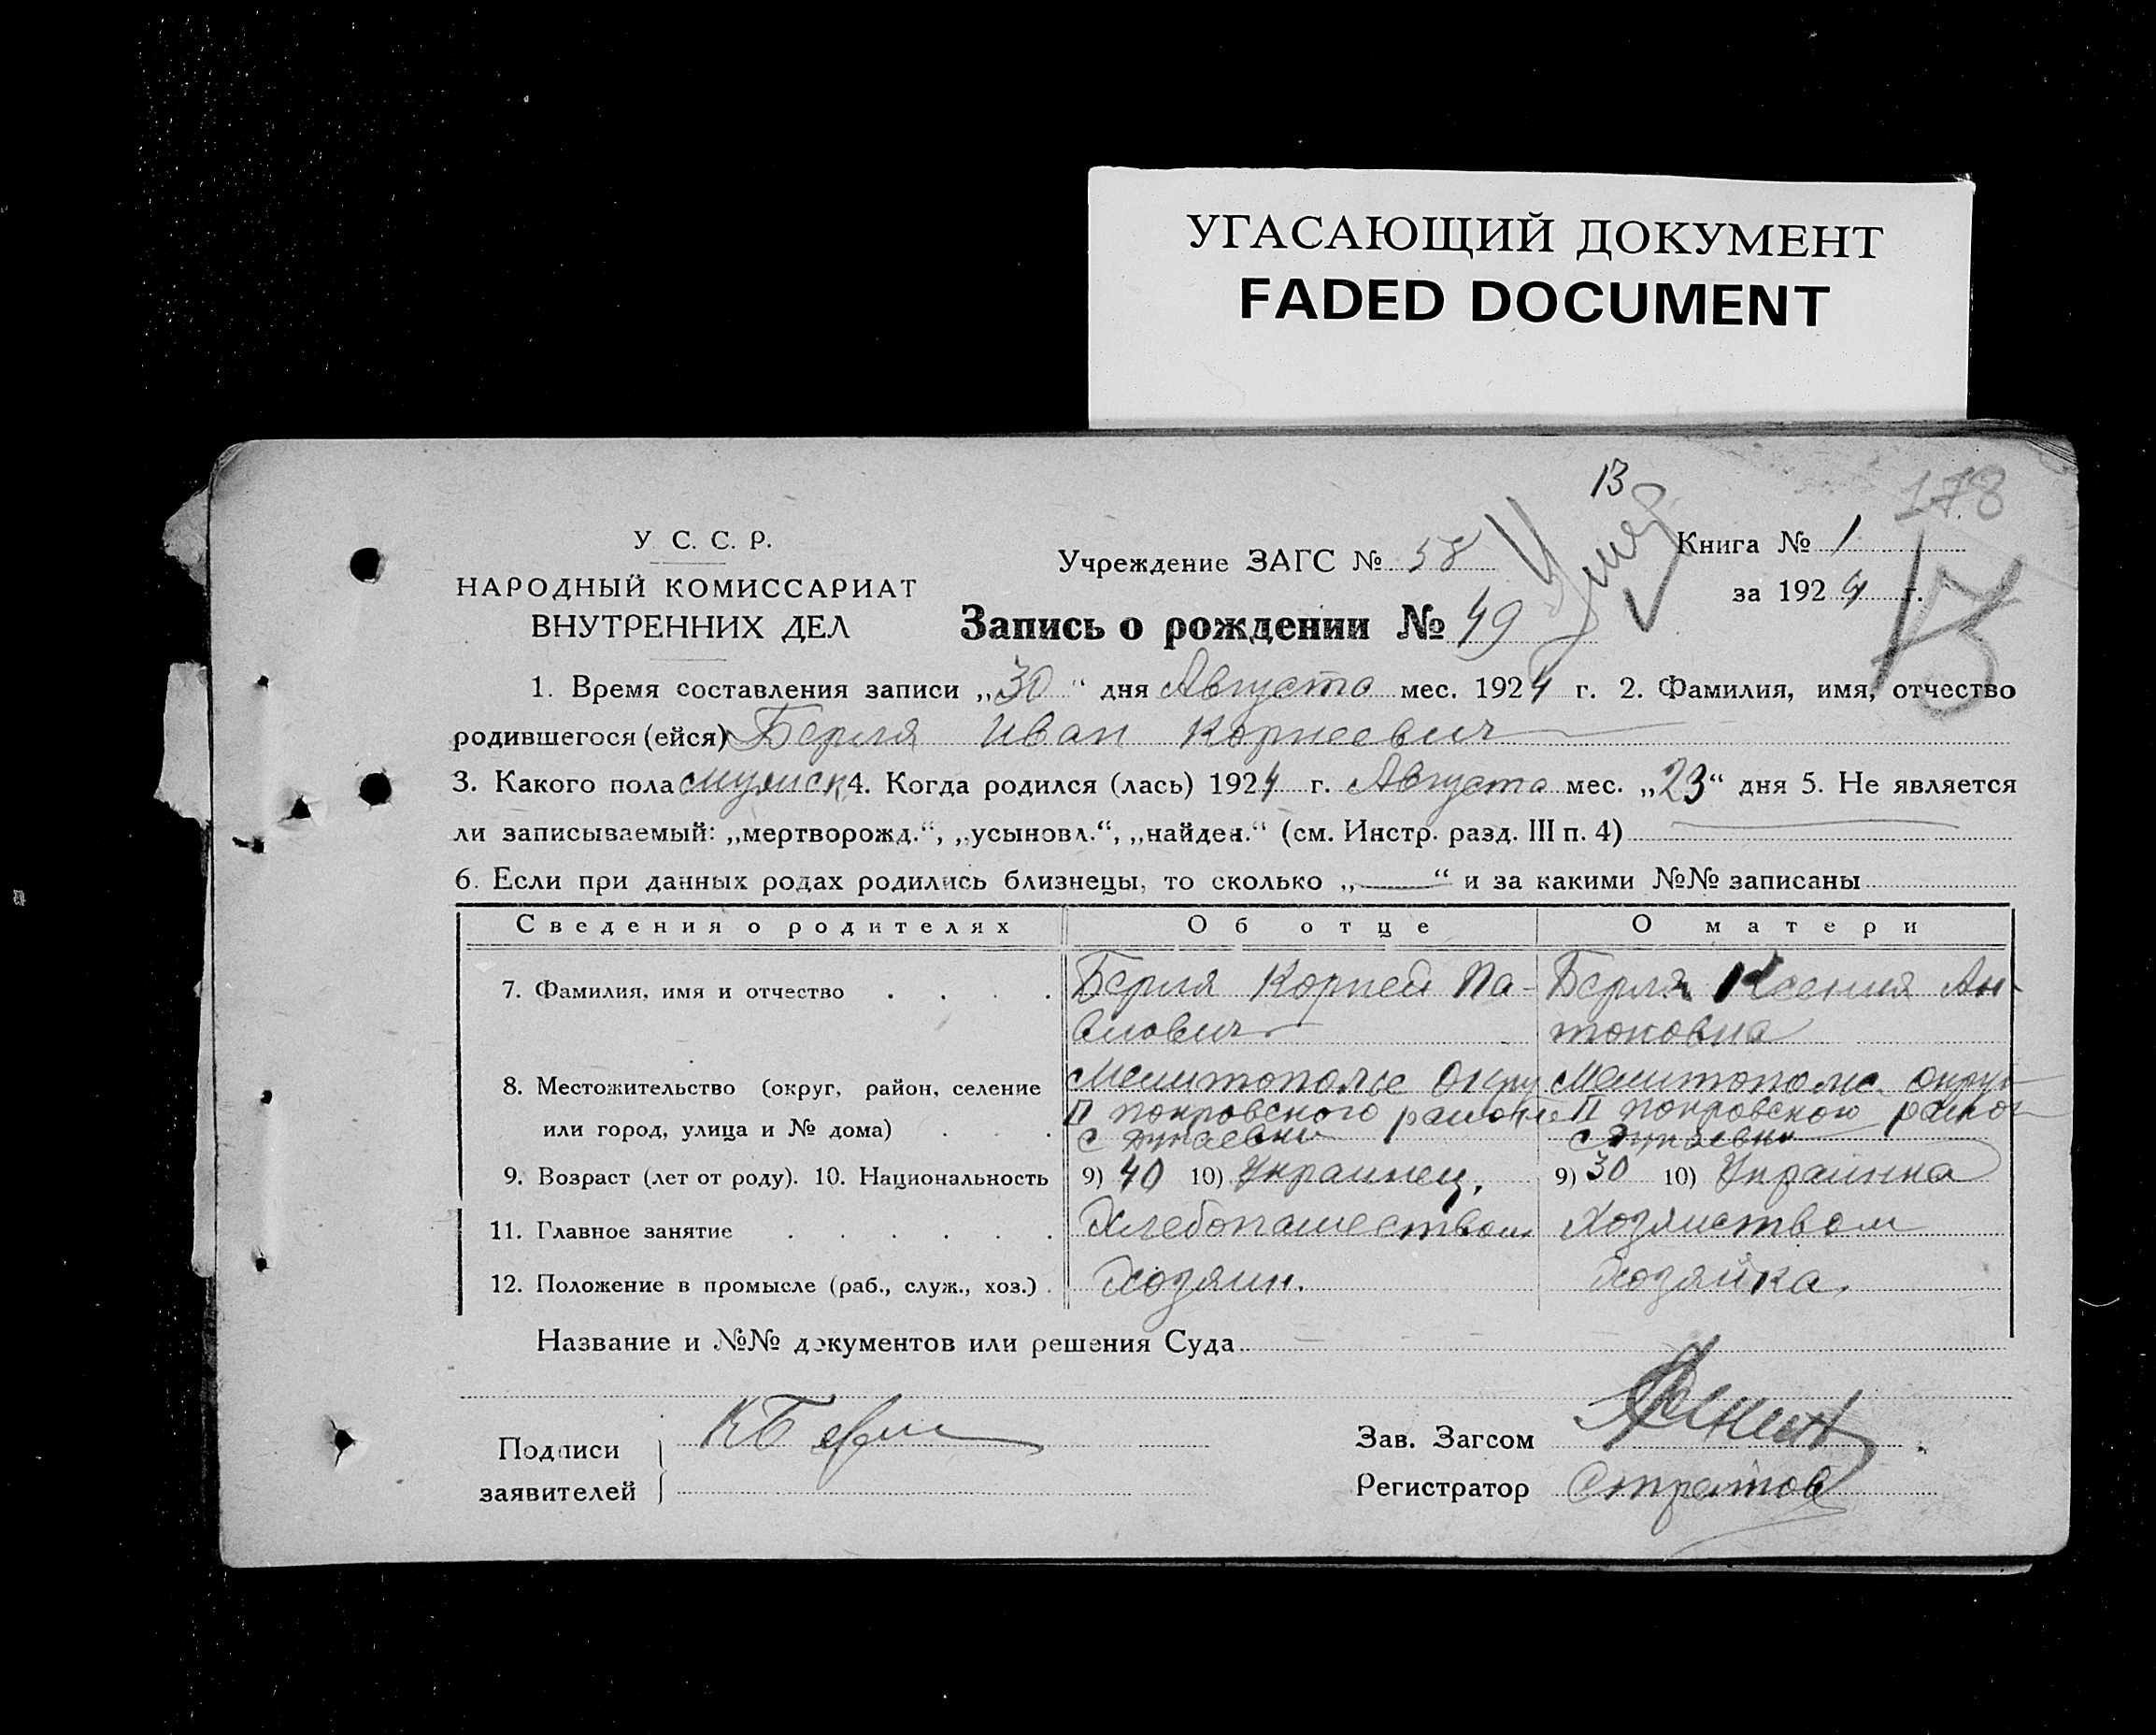 УГАСАЮЩИЙ ДОКУМЕНТ
FADED DOCUMENT
13
178
У. С. С. Р.
НАРОДНЫЙ КОМИССАРИАТ
ВНУТРЕННИХ ДЕЛ
Учреждение ЗАГС № 58
Книга № 1
за 1924 г.
Запись о рождении № 49
1. Время составления записи „30“ дня Августа мес. 1924 г. 2. Фамилия, имя, отчество
родившегося (ейся) Берля Иван Корнеевич
3. Какого пола 4. Когда родился (лась) 1924 г. Августа мес. „23“ дня 5. Не является
ли записываемый: „мертворожд.“, „усыновл.“, „найден.“ (см. Инстр. разд. III п. 4)
6. Если при данных родах родились близнецы, то сколько „—“ и за какими №№ записаны
Сведения о родителях Об отце О матери
7. Фамилия, имя и отчество Берля Корней Па- Берля Ксения Ан-
влович тоновна
8. Местожительство (округ, район, селение
или город, улица и № дома)
П покровского района П покровского
с с
9. Возраст (лет от роду). 10. Национальность 9) 40 10) Украинец. 9) 30 10) Украинка
11. Главное занятие Хлебопашеством Хозяйством
12. Положение в промысле (раб., служ., хоз.) Хозяин. Хозяйка.
Название и №№ документов или решения Суда
Подписи
заявителей
КБерля
Зав. Загсом
Регистратор